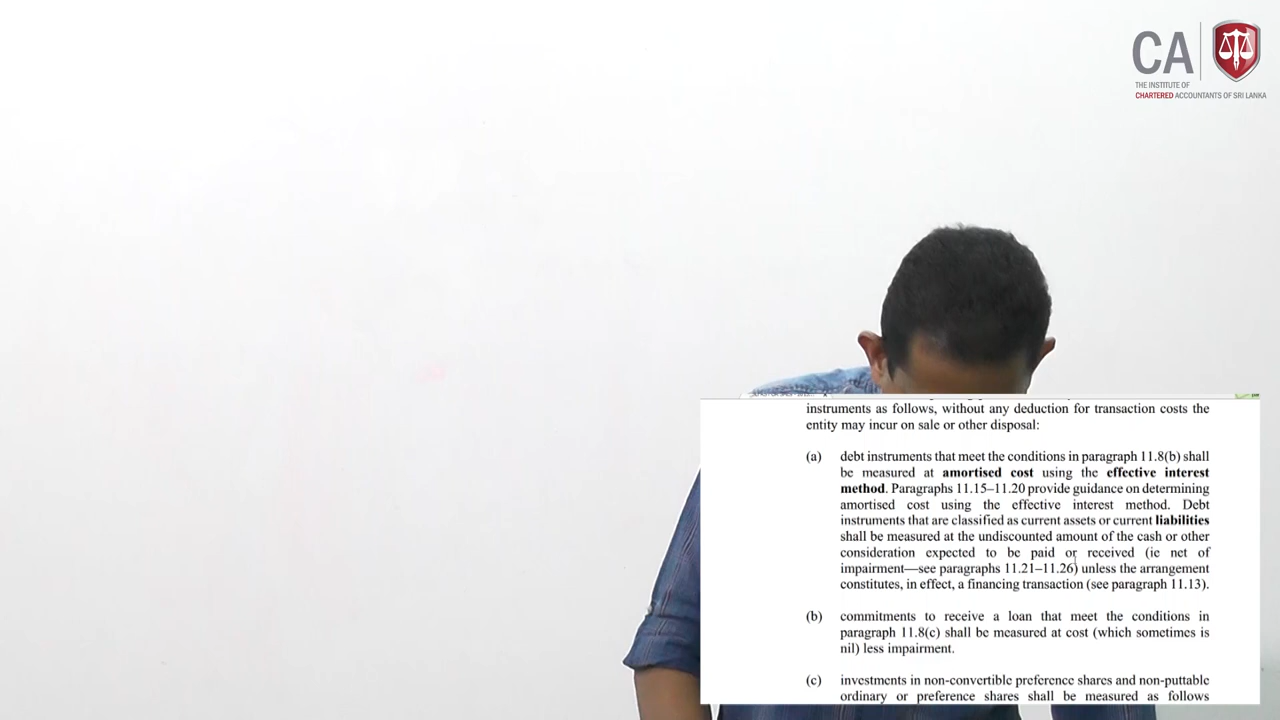 CA
THE INSTITUTE OF
CHARTERED ACCOUNTANTS OF SRI LANKA
instruments as follows, without any deduction for transaction costs the
entity may incur on sale or other disposal:
(a) debt instruments that meet the conditions in paragraph 11.8(b) shall
be measured at amortised cost using the effective interest
method. Paragraphs 11.15–11.20 provide guidance on determining
amortised cost using the effective interest method. Debt
instruments that are classified as current assets or current liabilities
shall be measured at the undiscounted amount of the cash or other
consideration expected to be paid or received (ie net of
impairment—see paragraphs 11.21–11.26) unless the arrangement
constitutes, in effect, a financing transaction (see paragraph 11.13).
(b) commitments to receive a loan that meet the conditions in
paragraph 11.8(c) shall be measured at cost (which sometimes is
nil) less impairment.
(c) investments in non-convertible preference shares and non-puttable
ordinary or preference shares shall be measured as follows